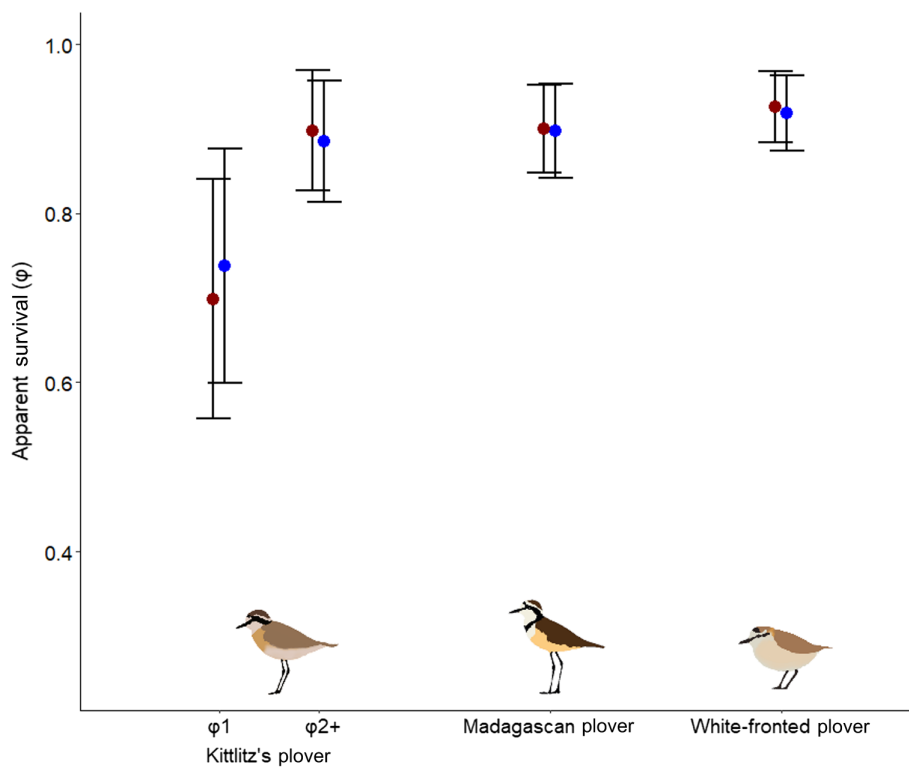 1.0
0.8
0.6
0.4
Apparent survival (φ)
φ1 φ2+ Madagascan plover White-fronted plover
Kittlitz's plover